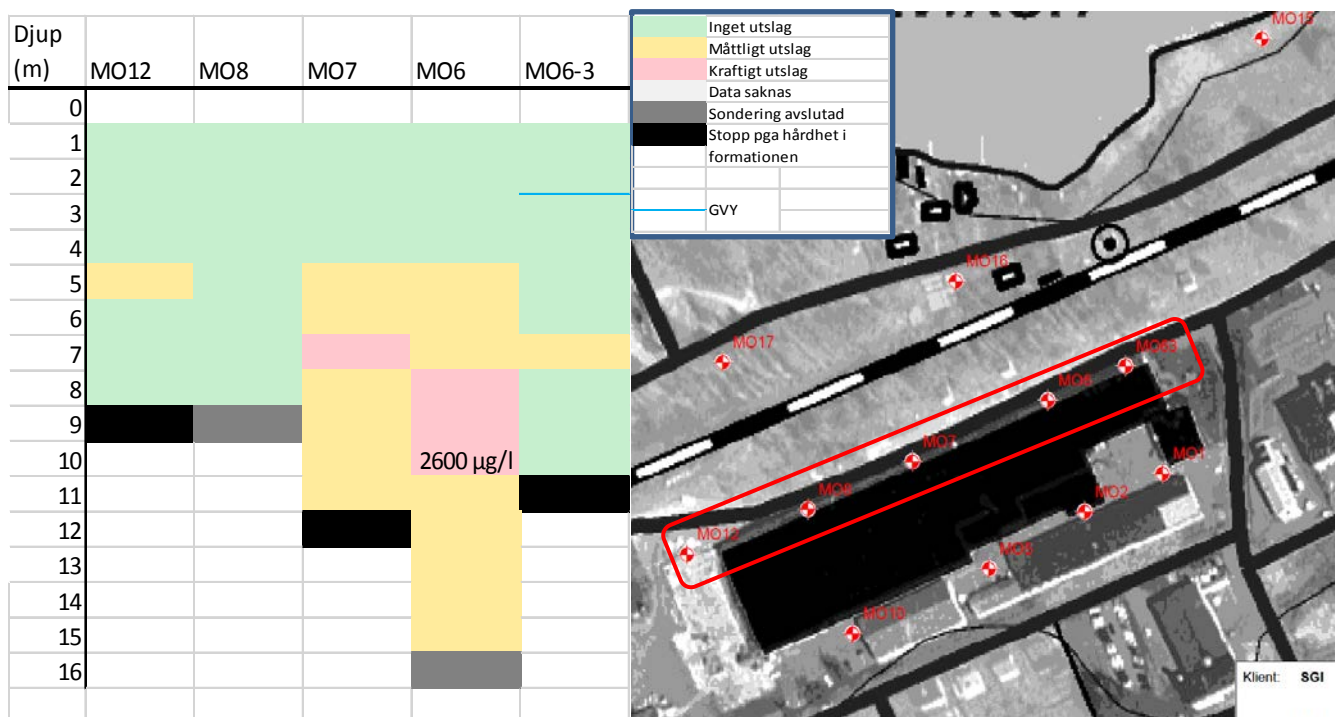 Djup
(m) MO12 MO8 MO7 MO6 MO6-3
0
1
2
3
4
5
6
7
8
9
10 2600 µg/l
11
12
13
14
15
16
Inget utslag
Måttligt utslag
Kraftigt utslag
Data saknas
Sondering avslutad
Stopp pga hårdhet i
formationen
GVY
MO15
MO16
MO17
MO63
MO6
MO7
MO1
MO8
MO2
MO12
MO10
Klient: SGI